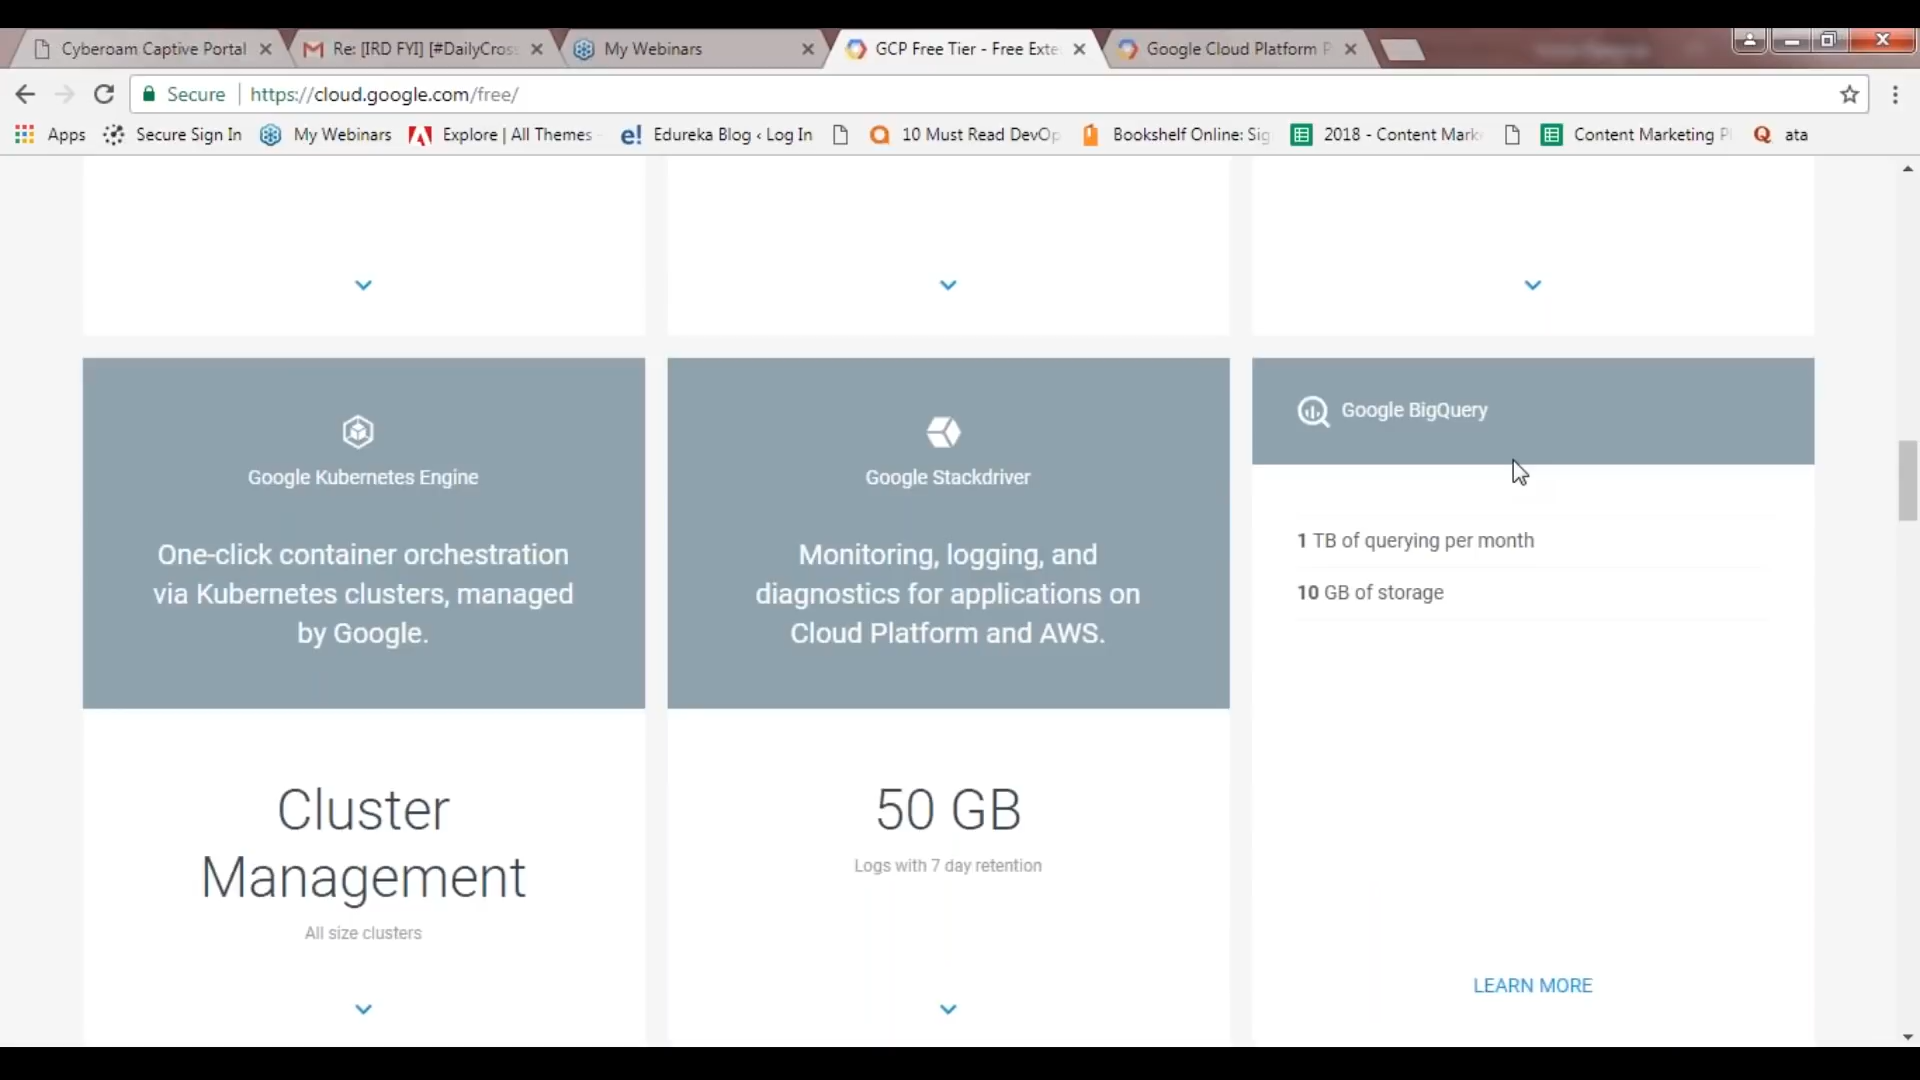 Cyberoam Captive Portal
Re: [IRD FYI] [#DailyCros
My Webinars
GCP Free Tier - Free Exte
Google Cloud Platform P
Secure
https://cloud.google.com/free/
Apps
Secure Sign In
My Webinars
Explore | All Themes
e! Edureka Blog ‹ Log In
10 Must Read DevOp
Bookshelf Online: Sig
2018 - Content Mark
Content Marketing P
ata
Google Kubernetes Engine
One-click container orchestration
via Kubernetes clusters, managed
by Google.
Cluster
Management
All size clusters
Google Stackdriver
Monitoring, logging, and
diagnostics for applications on
Cloud Platform and AWS.
50 GB
Logs with 7 day retention
Google BigQuery
1 TB of querying per month
10 GB of storage
LEARN MORE